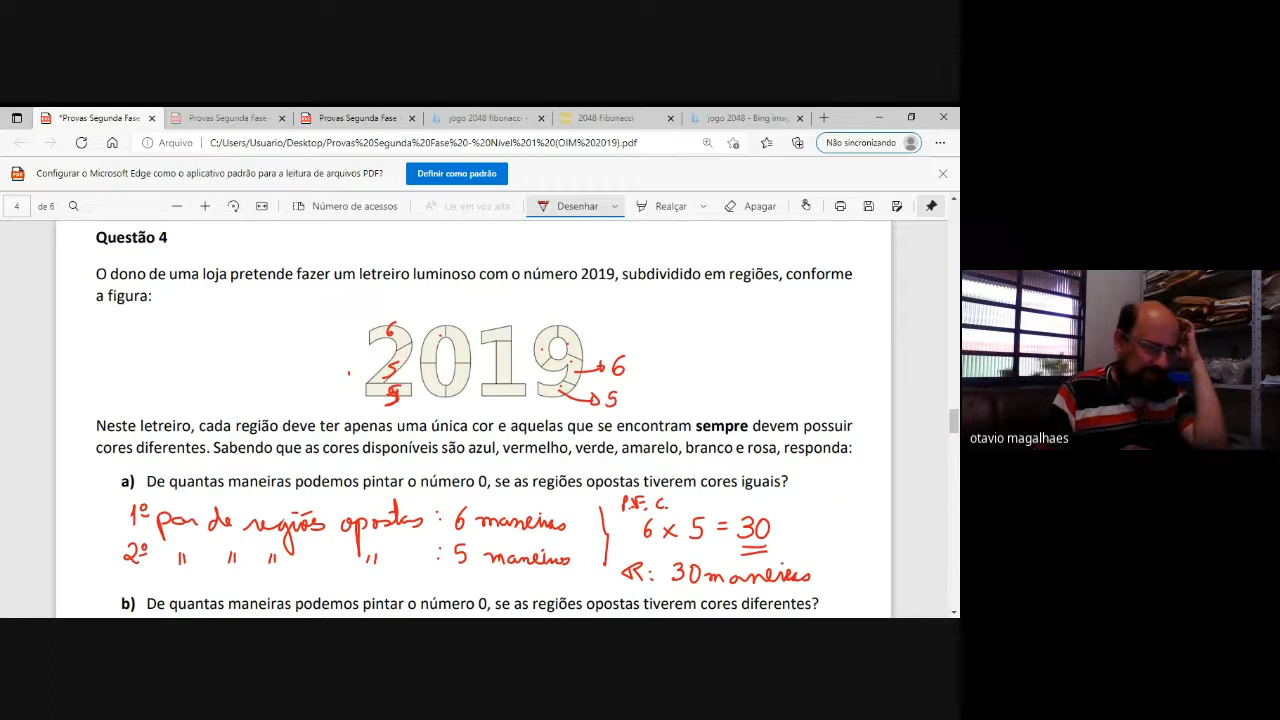 *Provas Segunda Fase
Provas Segunda Fase -
Provas Segunda Fase -
jogo 2048 fibonacci -
2048 Fibonacci
jogo 2048 - Bing ima
Arquivo
C:/Users/Usuario/Desktop/Provas%20Segunda%20Fase%20-%20Nível%201%20(OIM%202019).pdf
Não sincronizando
Configurar o Microsoft Edge como o aplicativo padrão para a leitura de arquivos PDF?
Definir como padrão
4 de 6
Número de acessos
Ler em voz alta
Desenhar
Realçar
Apagar
Questão 4
O dono de uma loja pretende fazer um letreiro luminoso com o número 2019, subdividido em regiões, conforme
a figura:
2019
6
5
5
6
5
Neste letreiro, cada região deve ter apenas uma única cor e aquelas que se encontram sempre devem possuir
cores diferentes. Sabendo que as cores disponíveis são azul, vermelho, verde, amarelo, branco e rosa, responda:
a) De quantas maneiras podemos pintar o número 0, se as regiões opostas tiverem cores iguais?
1º par de regiões opostas : 6 maneiras
2º " " " " : 5 maneiras
P.F.C.
6 x 5 = 30
R: 30 maneiras
b) De quantas maneiras podemos pintar o número 0, se as regiões opostas tiverem cores diferentes?
otavio magalhaes